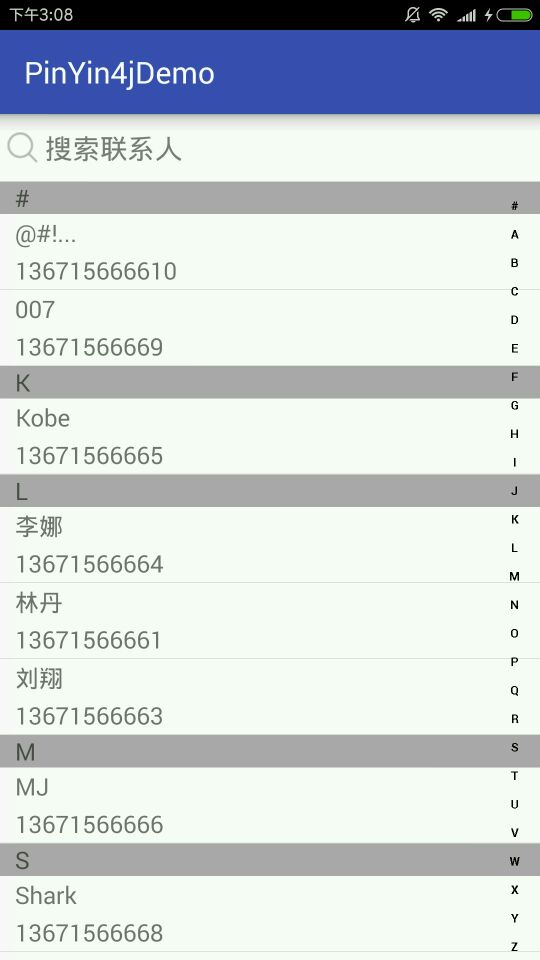 下午3:08
PinYin4jDemo
搜索联系人
#
@#!...
136715666610
007
13671566669
K
Kobe
13671566665
L
李娜
13671566664
林丹
13671566661
刘翔
13671566663
M
MJ
13671566666
S
Shark
13671566668
#
A
B
C
D
E
F
G
H
I
J
K
L
M
N
O
P
Q
R
S
T
U
V
W
X
Y
Z